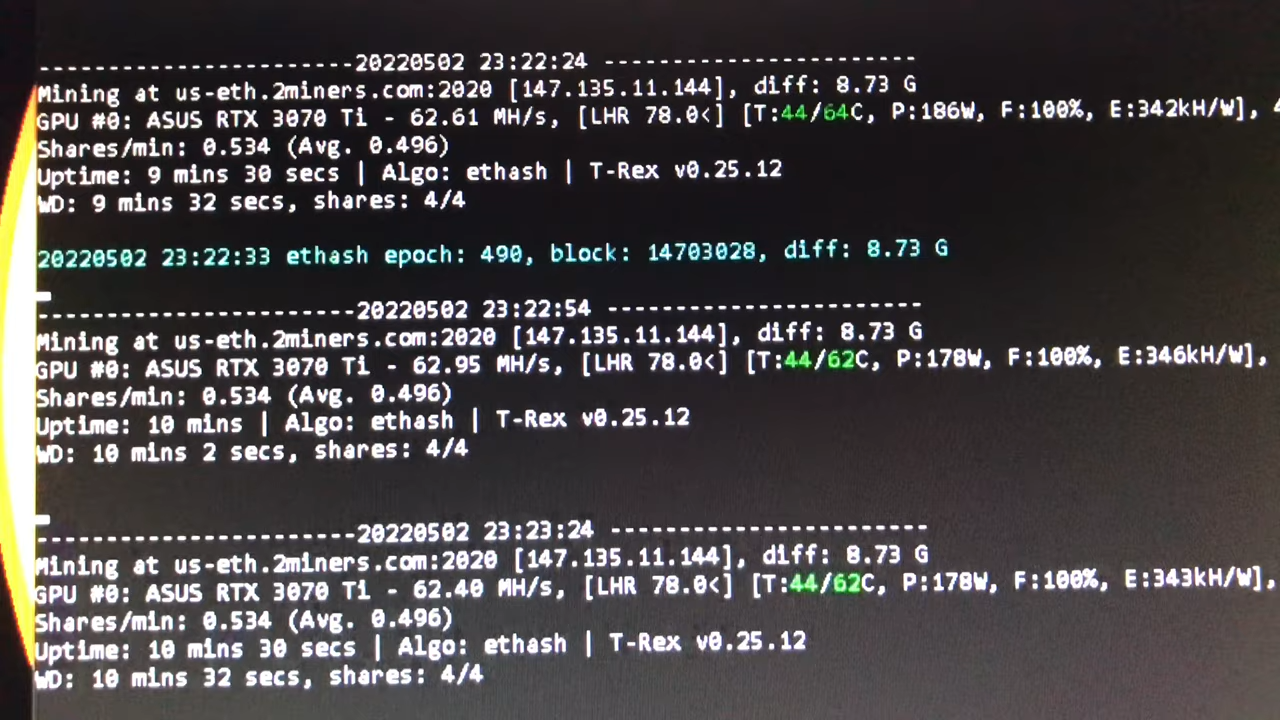 -----------------------20220502 23:22:24 -----------------------
Mining at us-eth.2miners.com:2020 [147.135.11.144], diff: 8.73 G
GPU #0: ASUS RTX 3070 Ti - 62.61 MH/s, [LHR 78.0<] [T:44/64C, P:186W, F:100%, E:342kH/W],
Shares/min: 0.534 (Avg. 0.496)
Uptime: 9 mins 30 secs | Algo: ethash | T-Rex v0.25.12
WD: 9 mins 32 secs, shares: 4/4
20220502 23:22:33 ethash epoch: 490, block: 14703028, diff: 8.73 G
-----------------------20220502 23:22:54 -----------------------
Mining at us-eth.2miners.com:2020 [147.135.11.144], diff: 8.73 G
GPU #0: ASUS RTX 3070 Ti - 62.95 MH/s, [LHR 78.0<] [T:44/62C, P:178W, F:100%, E:346kH/W],
Shares/min: 0.534 (Avg. 0.496)
Uptime: 10 mins | Algo: ethash | T-Rex v0.25.12
WD: 10 mins 2 secs, shares: 4/4
-----------------------20220502 23:23:24 -----------------------
Mining at us-eth.2miners.com:2020 [147.135.11.144], diff: 8.73 G
GPU #0: ASUS RTX 3070 Ti - 62.40 MH/s, [LHR 78.0<] [T:44/62C, P:178W, F:100%, E:343kH/W],
Shares/min: 0.534 (Avg. 0.496)
Uptime: 10 mins 30 secs | Algo: ethash | T-Rex v0.25.12
WD: 10 mins 32 secs, shares: 4/4